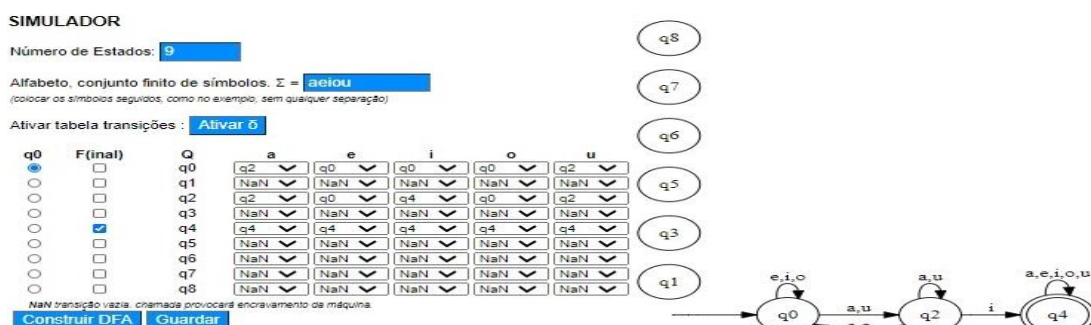 SIMULADOR
Número de Estados: 9
Alfabeto, conjunto finito de símbolos. Σ = aeiou
(colocar os símbolos seguidos, como no exemplo, sem qualquer separação)
Ativar tabela transições : Ativar δ
q0 F(inal) Q a e i o u
q0 q2 q0 q0 q0 q2
q1 NaN NaN NaN NaN NaN
q2 q2 q0 q4 q0 q2
q3 NaN NaN NaN NaN NaN
q4 q4 q4 q4 q4 q4
q5 NaN NaN NaN NaN NaN
q6 NaN NaN NaN NaN NaN
q7 NaN NaN NaN NaN NaN
q8 NaN NaN NaN NaN NaN
NaN transição vazia. chamada provocará encravamento da máquina.
Construir DFA Guardar
q8
q7
q6
q5
q3
q1
e,i,o a,u a,e,i,o,u
q0 a,u q2 i q4